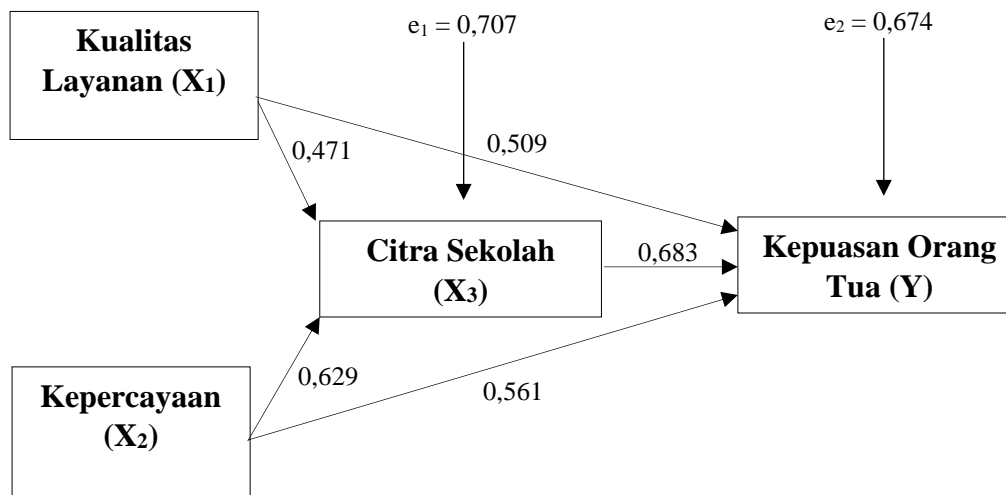 Kualitas
Layanan (X₁)
e₁ = 0,707
e₂ = 0,674
0,471
0,509
Citra Sekolah
(X₃)
0,683
Kepuasan Orang
Tua (Y)
Kepercayaan
(X₂)
0,629
0,561